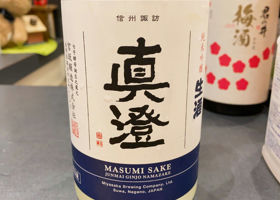 信州諏訪
真澄
純米吟醸
生酒
MASUMI SAKE
JUNMAI GINJO NAMAZAKE
Miyasaka Brewing Company, Ltd.
Suwa, Nagano, JAPAN
梅酒